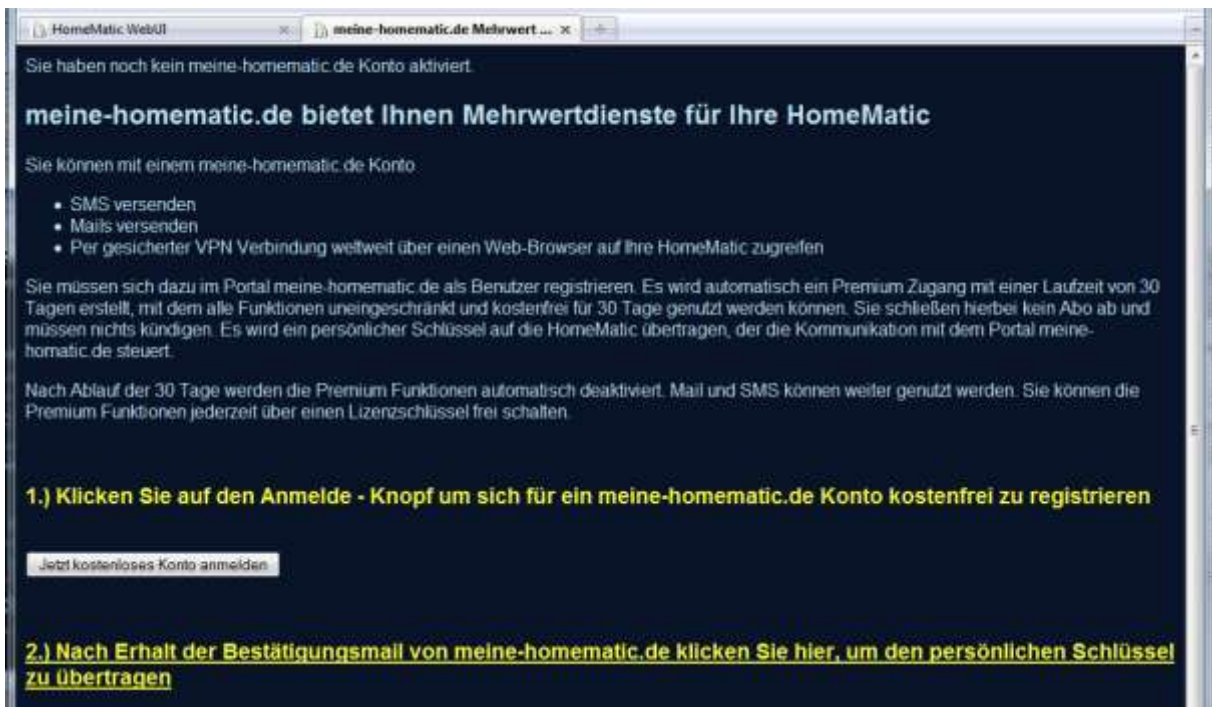 HomeMatic WebUI
meine-homematic.de Mehrwert ...
Sie haben noch kein meine-homematic.de Konto aktiviert.
meine-homematic.de bietet Ihnen Mehrwertdienste für Ihre HomeMatic
Sie können mit einem meine-homematic.de Konto
• SMS versenden
• Mails versenden
• Per gesicherter VPN Verbindung weltweit über einen Web-Browser auf Ihre HomeMatic zugreifen
Sie müssen sich dazu im Portal meine-homematic.de als Benutzer registrieren. Es wird automatisch ein Premium Zugang mit einer Laufzeit von 30
Tagen erstellt, mit dem alle Funktionen uneingeschränkt und kostenfrei für 30 Tage genutzt werden können. Sie schließen hierbei kein Abo ab und
müssen nichts kündigen. Es wird ein persönlicher Schlüssel auf die HomeMatic übertragen, der die Kommunikation mit dem Portal meine-
homatic.de steuert.
Nach Ablauf der 30 Tage werden die Premium Funktionen automatisch deaktiviert. Mail und SMS können weiter genutzt werden. Sie können die
Premium Funktionen jederzeit über einen Lizenzschlüssel frei schalten.
1.) Klicken Sie auf den Anmelde - Knopf um sich für ein meine-homematic.de Konto kostenfrei zu registrieren
Jetzt kostenloses Konto anmelden
2.) Nach Erhalt der Bestätigungsmail von meine-homematic.de klicken Sie hier, um den persönlichen Schlüssel
zu übertragen